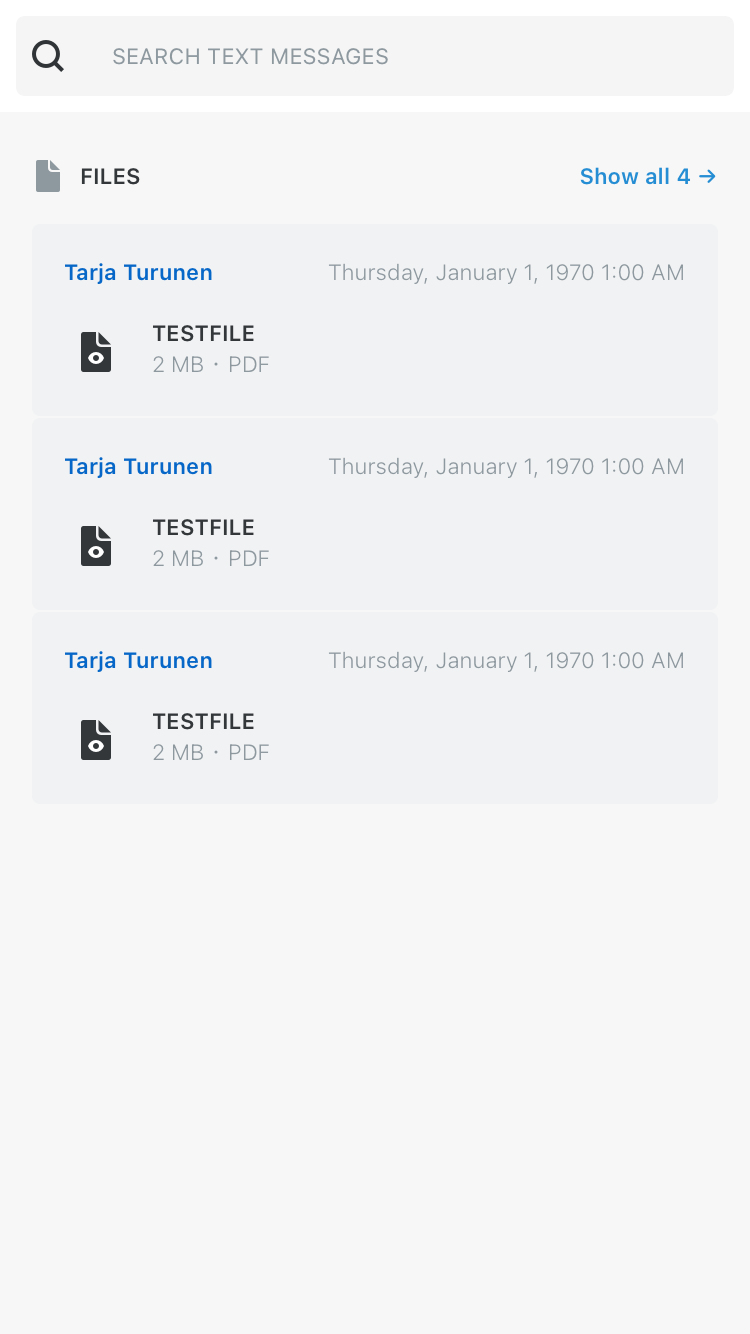 SEARCH TEXT MESSAGES
FILES
Show all 4 →
Tarja Turunen
Thursday, January 1, 1970 1:00 AM
TESTFILE
2 MB · PDF
Tarja Turunen
Thursday, January 1, 1970 1:00 AM
TESTFILE
2 MB · PDF
Tarja Turunen
Thursday, January 1, 1970 1:00 AM
TESTFILE
2 MB · PDF